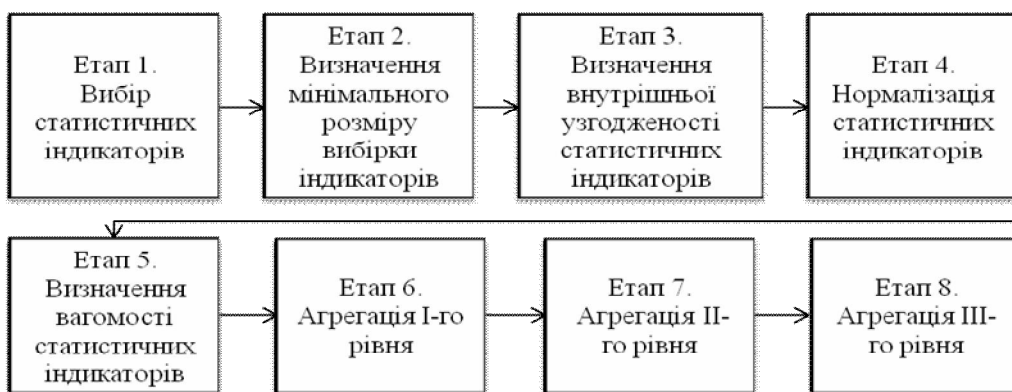 Етап 1.
Вибір
статистичних
індикаторів
Етап 2.
Визначення
мінімального
розміру
вибірки
індикаторів
Етап 3.
Визначення
внутрішньої
узгодженості
статистичних
індикаторів
Етап 4.
Нормалізація
статистичних
індикаторів
Етап 5.
Визначення
вагомості
статистичних
індикаторів
Етап 6.
Агрегація І-го
рівня
Етап 7.
Агрегація ІІ-
го рівня
Етап 8.
Агрегація ІІІ-
го рівня